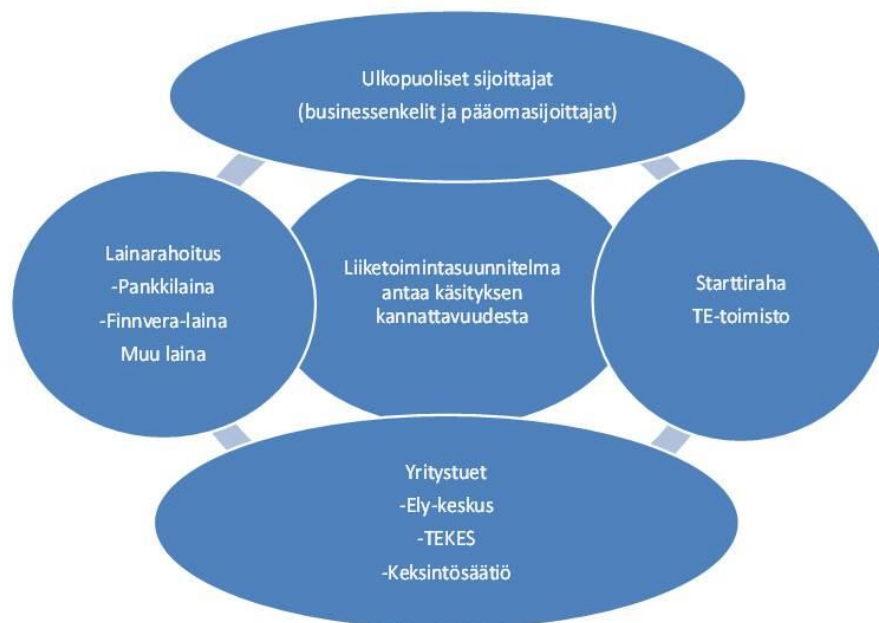 Ulkopuoliset sijoittajat
(businessenkelit ja pääomasijoittajat)
Lainarahoitus
-Pankkilaina
-Finnvera-laina
Muu laina
Liiketoimintasuunnitelma
antaa käsityksen
kannattavuudesta
Starttiraha
TE-toimisto
Yritystuet
-Ely-keskus
-TEKES
-Keksintösäätiö